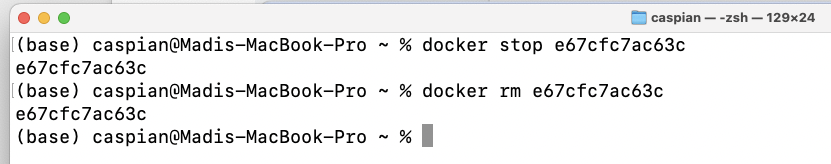 caspian — -zsh — 129×24
[(base) caspian@Madis-MacBook-Pro ~ % docker stop e67cfc7ac63c
e67cfc7ac63c
[(base) caspian@Madis-MacBook-Pro ~ % docker rm e67cfc7ac63c
e67cfc7ac63c
(base) caspian@Madis-MacBook-Pro ~ %